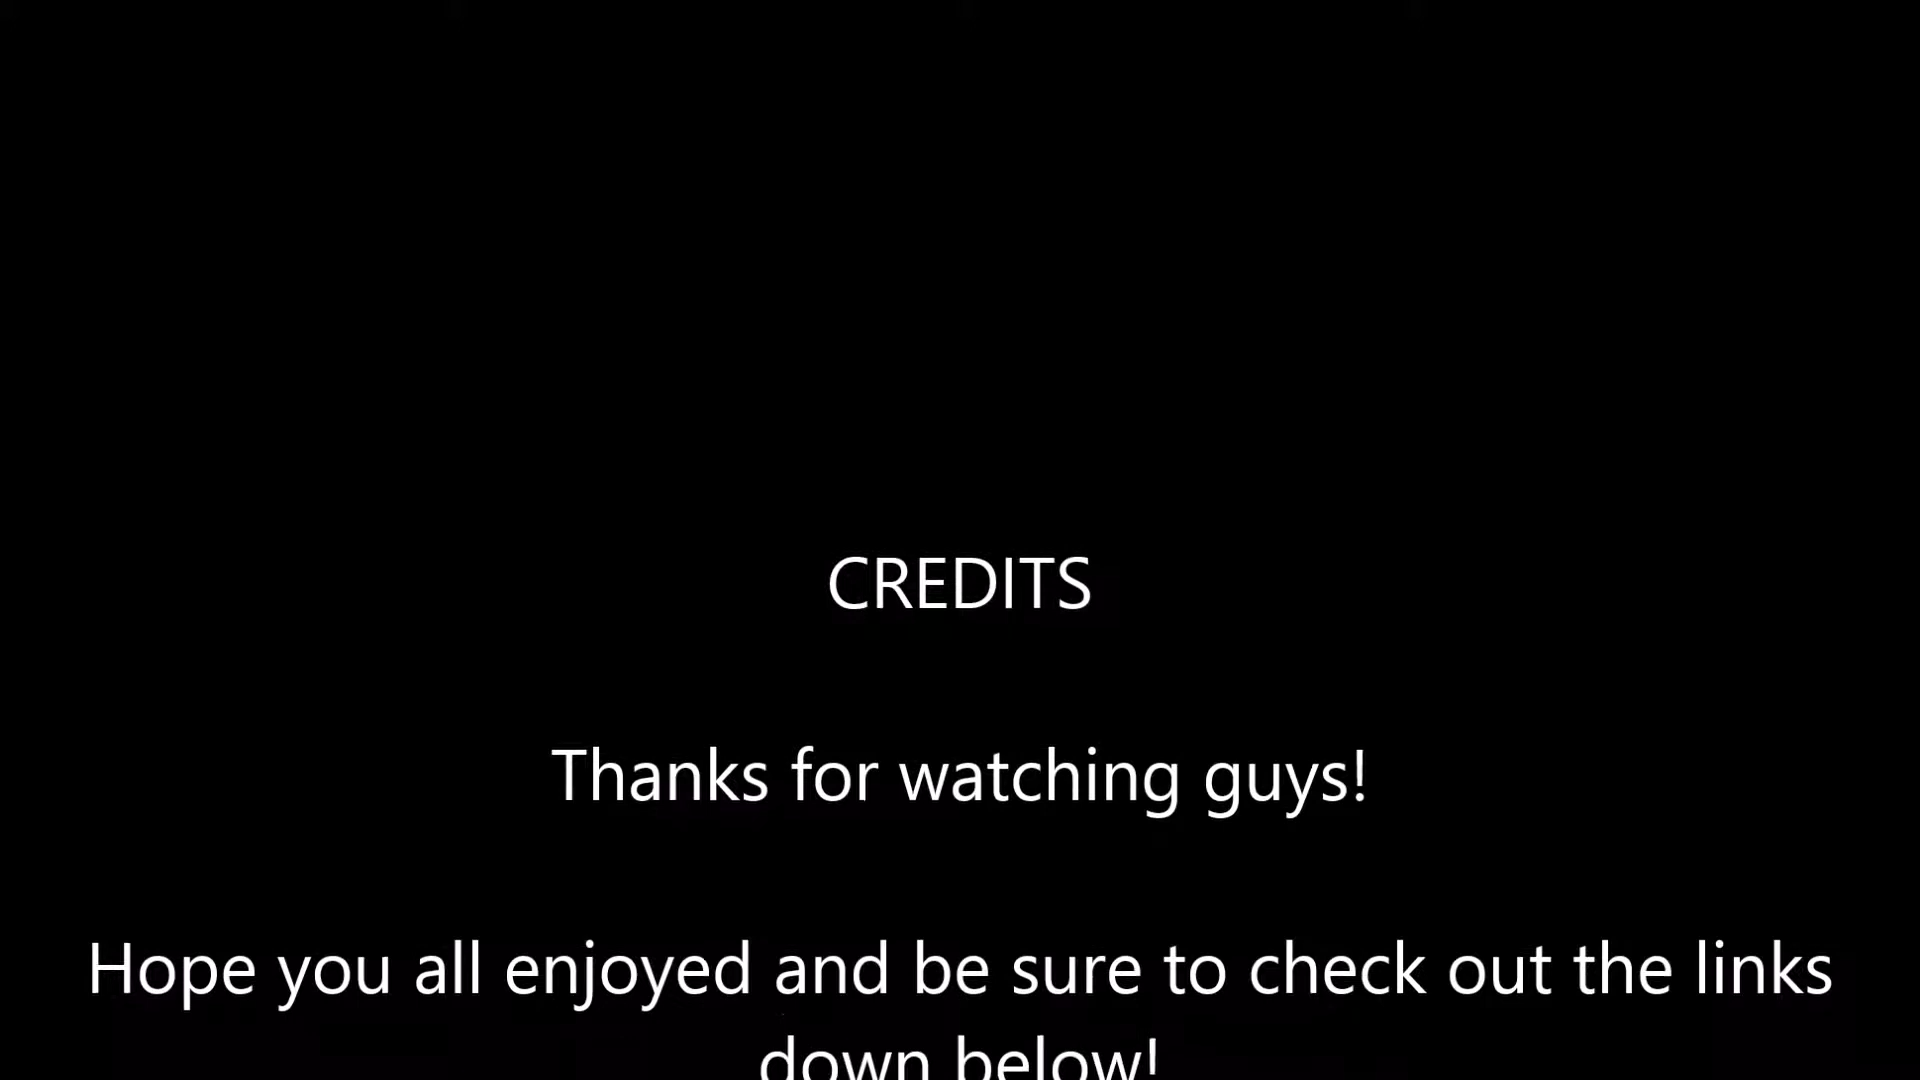 CREDITS
Thanks for watching guys!
Hope you all enjoyed and be sure to check out the links
down below!